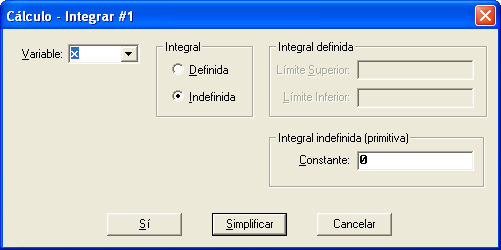 Cálculo - Integrar #1
Variable: x
Integral
Definida
Indefinida
Integral definida
Límite Superior:
Límite Inferior:
Integral indefinida (primitiva)
Constante: 0
Sí
Simplificar
Cancelar